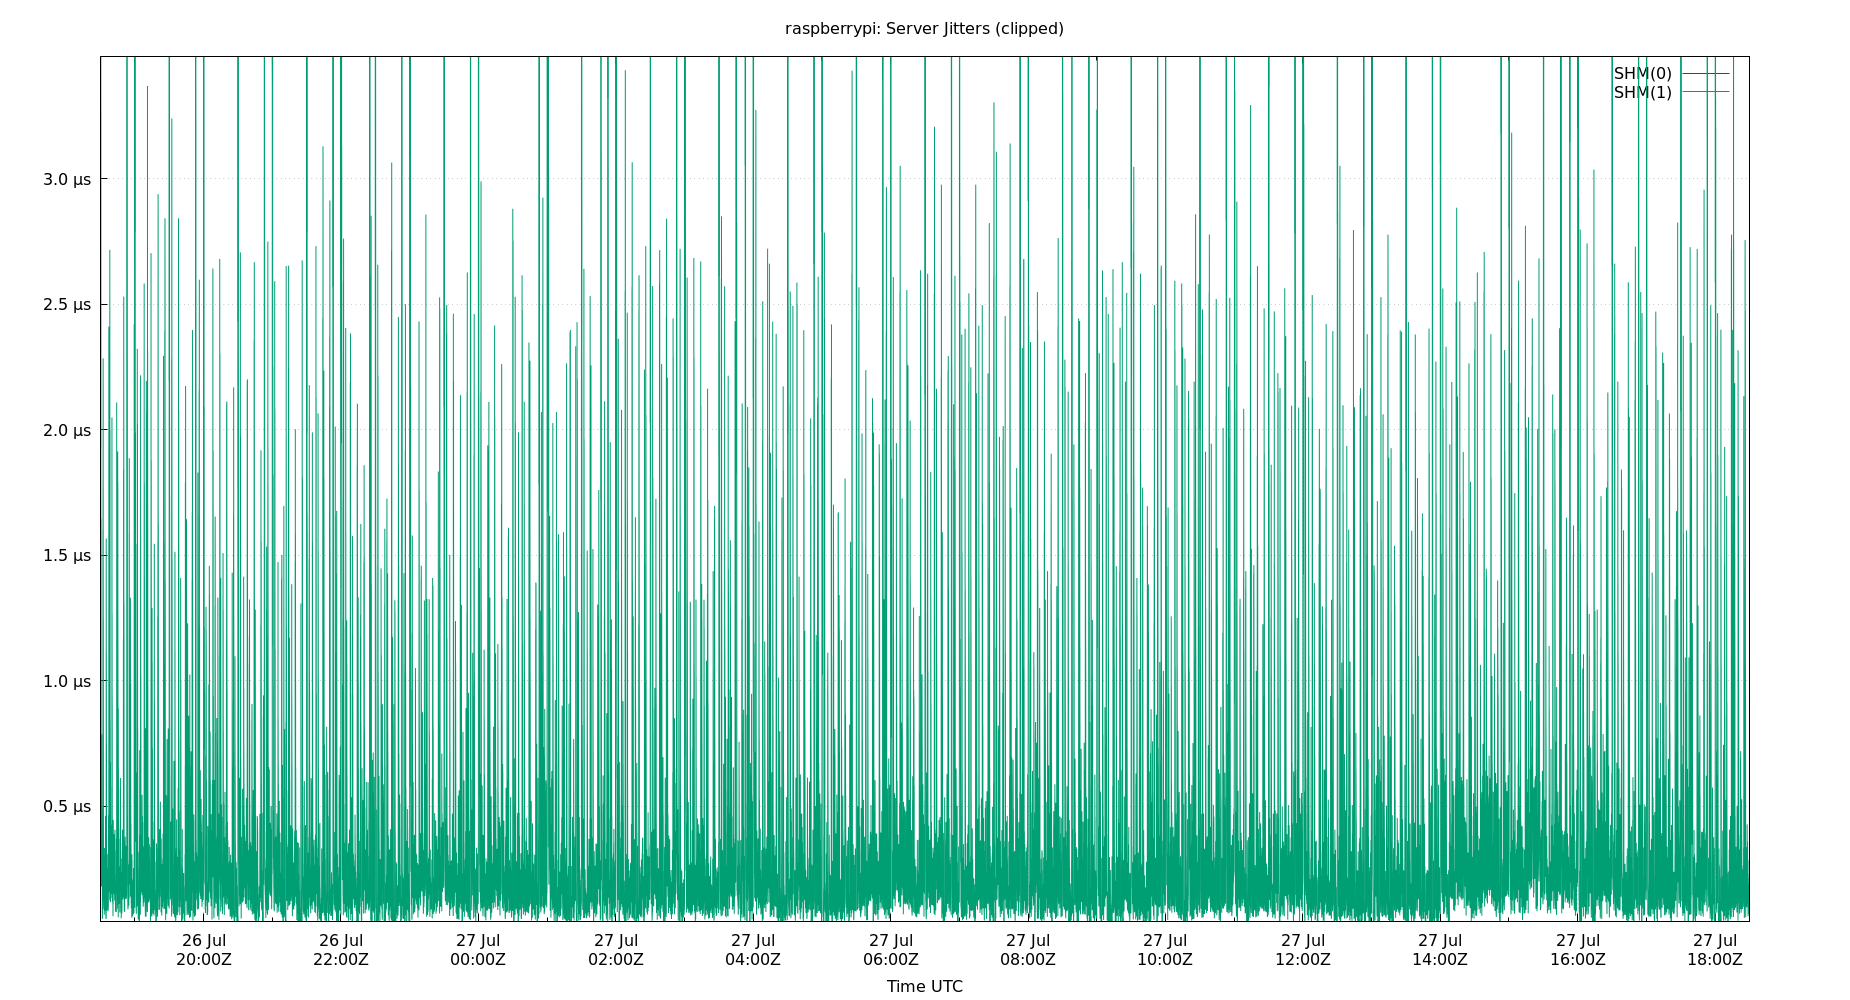 raspberrypi: Server Jitters (clipped)
SHM(0)
SHM(1)
3.0 µs
2.5 µs
2.0 µs
1.5 µs
1.0 µs
0.5 µs
26 Jul 26 Jul 27 Jul 27 Jul 27 Jul 27 Jul 27 Jul 27 Jul 27 Jul 27 Jul 27 Jul 27 Jul
20:00Z 22:00Z 00:00Z 02:00Z 04:00Z 06:00Z 08:00Z 10:00Z 12:00Z 14:00Z 16:00Z 18:00Z
Time UTC